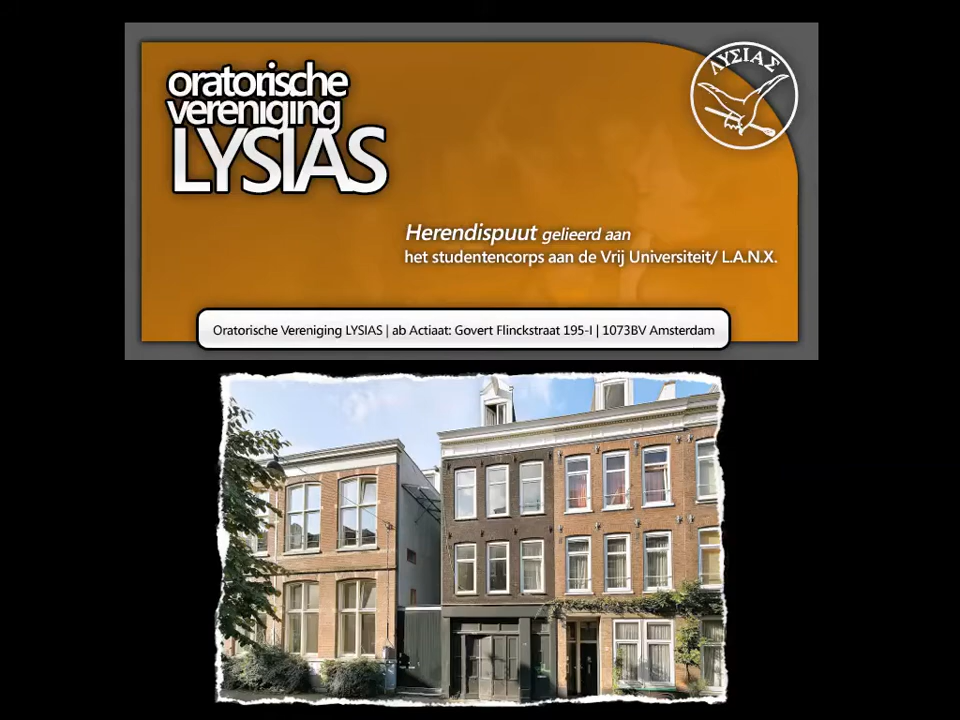 oratorische
vereniging
LYSIAS
ΛΥΣΙΑΣ
Herendispuut gelieerd aan
het studentencorps aan de Vrij Universiteit/ L.A.N.X.
Oratorische Vereniging LYSIAS | ab Actiaat: Govert Flinckstraat 195-I | 1073BV Amsterdam